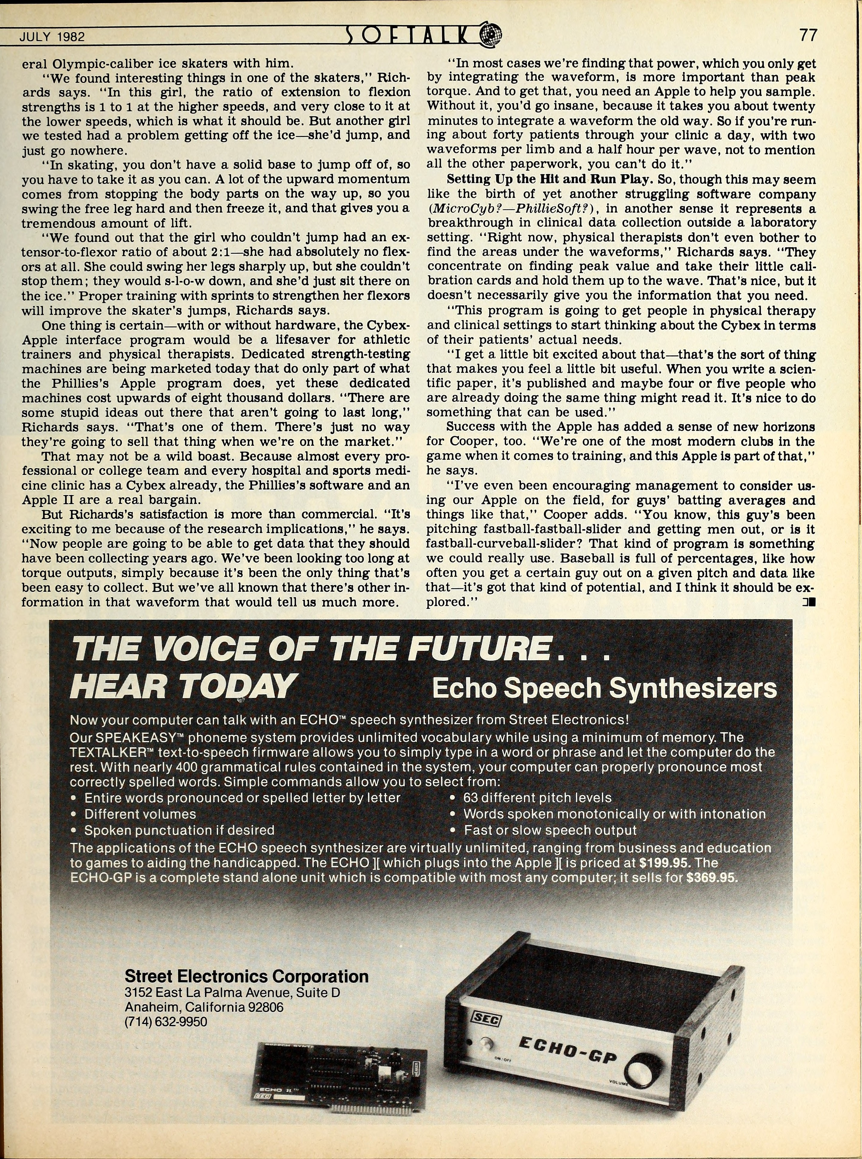 JULY 1982
SOFTALK
77
eral Olympic-caliber ice skaters with him.
"We found interesting things in one of the skaters," Rich-
ards says. "In this girl, the ratio of extension to flexion
strengths is 1 to 1 at the higher speeds, and very close to it at
the lower speeds, which is what it should be. But another girl
we tested had a problem getting off the ice—she'd jump, and
just go nowhere.
"In skating, you don't have a solid base to jump off of, so
you have to take it as you can. A lot of the upward momentum
comes from stopping the body parts on the way up, so you
swing the free leg hard and then freeze it, and that gives you a
tremendous amount of lift.
"We found out that the girl who couldn't jump had an ex-
tensor-to-flexor ratio of about 2:1—she had absolutely no flex-
ors at all. She could swing her legs sharply up, but she couldn't
stop them; they would s-l-o-w down, and she'd just sit there on
the ice." Proper training with sprints to strengthen her flexors
will improve the skater's jumps, Richards says.
One thing is certain—with or without hardware, the Cybex-
Apple interface program would be a lifesaver for athletic
trainers and physical therapists. Dedicated strength-testing
machines are being marketed today that do only part of what
the Phillies's Apple program does, yet these dedicated
machines cost upwards of eight thousand dollars. "There are
some stupid ideas out there that aren't going to last long,"
Richards says. "That's one of them. There's just no way
they're going to sell that thing when we're on the market."
That may not be a wild boast. Because almost every pro-
fessional or college team and every hospital and sports medi-
cine clinic has a Cybex already, the Phillies's software and an
Apple II are a real bargain.
But Richards's satisfaction is more than commercial. "It's
exciting to me because of the research implications," he says.
"Now people are going to be able to get data that they should
have been collecting years ago. We've been looking too long at
torque outputs, simply because it's been the only thing that's
been easy to collect. But we've all known that there's other in-
formation in that waveform that would tell us much more.
"In most cases we're finding that power, which you only get
by integrating the waveform, is more important than peak
torque. And to get that, you need an Apple to help you sample.
Without it, you'd go insane, because it takes you about twenty
minutes to integrate a waveform the old way. So if you're run-
ing about forty patients through your clinic a day, with two
waveforms per limb and a half hour per wave, not to mention
all the other paperwork, you can't do it."
Setting Up the Hit and Run Play. So, though this may seem
like the birth of yet another struggling software company
(MicroCyb?—PhillieSoft?), in another sense it represents a
breakthrough in clinical data collection outside a laboratory
setting. "Right now, physical therapists don't even bother to
find the areas under the waveforms," Richards says. "They
concentrate on finding peak value and take their little cali-
bration cards and hold them up to the wave. That's nice, but it
doesn't necessarily give you the information that you need.
"This program is going to get people in physical therapy
and clinical settings to start thinking about the Cybex in terms
of their patients' actual needs.
"I get a little bit excited about that—that's the sort of thing
that makes you feel a little bit useful. When you write a scien-
tific paper, it's published and maybe four or five people who
are already doing the same thing might read it. It's nice to do
something that can be used."
Success with the Apple has added a sense of new horizons
for Cooper, too. "We're one of the most modern clubs in the
game when it comes to training, and this Apple is part of that,"
he says.
"I've even been encouraging management to consider us-
ing our Apple on the field, for guys' batting averages and
things like that," Cooper adds. "You know, this guy's been
pitching fastball-fastball-slider and getting men out, or is it
fastball-curveball-slider? That kind of program is something
we could really use. Baseball is full of percentages, like how
often you get a certain guy out on a given pitch and data like
that—it's got that kind of potential, and I think it should be ex-
plored."
THE VOICE OF THE FUTURE. . .
HEAR TODAY
Echo Speech Synthesizers
Now your computer can talk with an ECHO™ speech synthesizer from Street Electronics!
Our SPEAKEASY™ phoneme system provides unlimited vocabulary while using a minimum of memory. The
TEXTALKER™ text-to-speech firmware allows you to simply type in a word or phrase and let the computer do the
rest. With nearly 400 grammatical rules contained in the system, your computer can properly pronounce most
correctly spelled words. Simple commands allow you to select from:
• Entire words pronounced or spelled letter by letter
• Different volumes
• Spoken punctuation if desired
• 63 different pitch levels
• Words spoken monotonically or with intonation
• Fast or slow speech output
The applications of the ECHO speech synthesizer are virtually unlimited, ranging from business and education
to games to aiding the handicapped. The ECHO ][ which plugs into the Apple ][ is priced at $199.95. The
ECHO-GP is a complete stand alone unit which is compatible with most any computer; it sells for $369.95.
Street Electronics Corporation
3152 East La Palma Avenue, Suite D
Anaheim, California 92806
(714) 632-9950
SEC
ECHO-GP
ON/OFF
VOLUME
ECHO II™